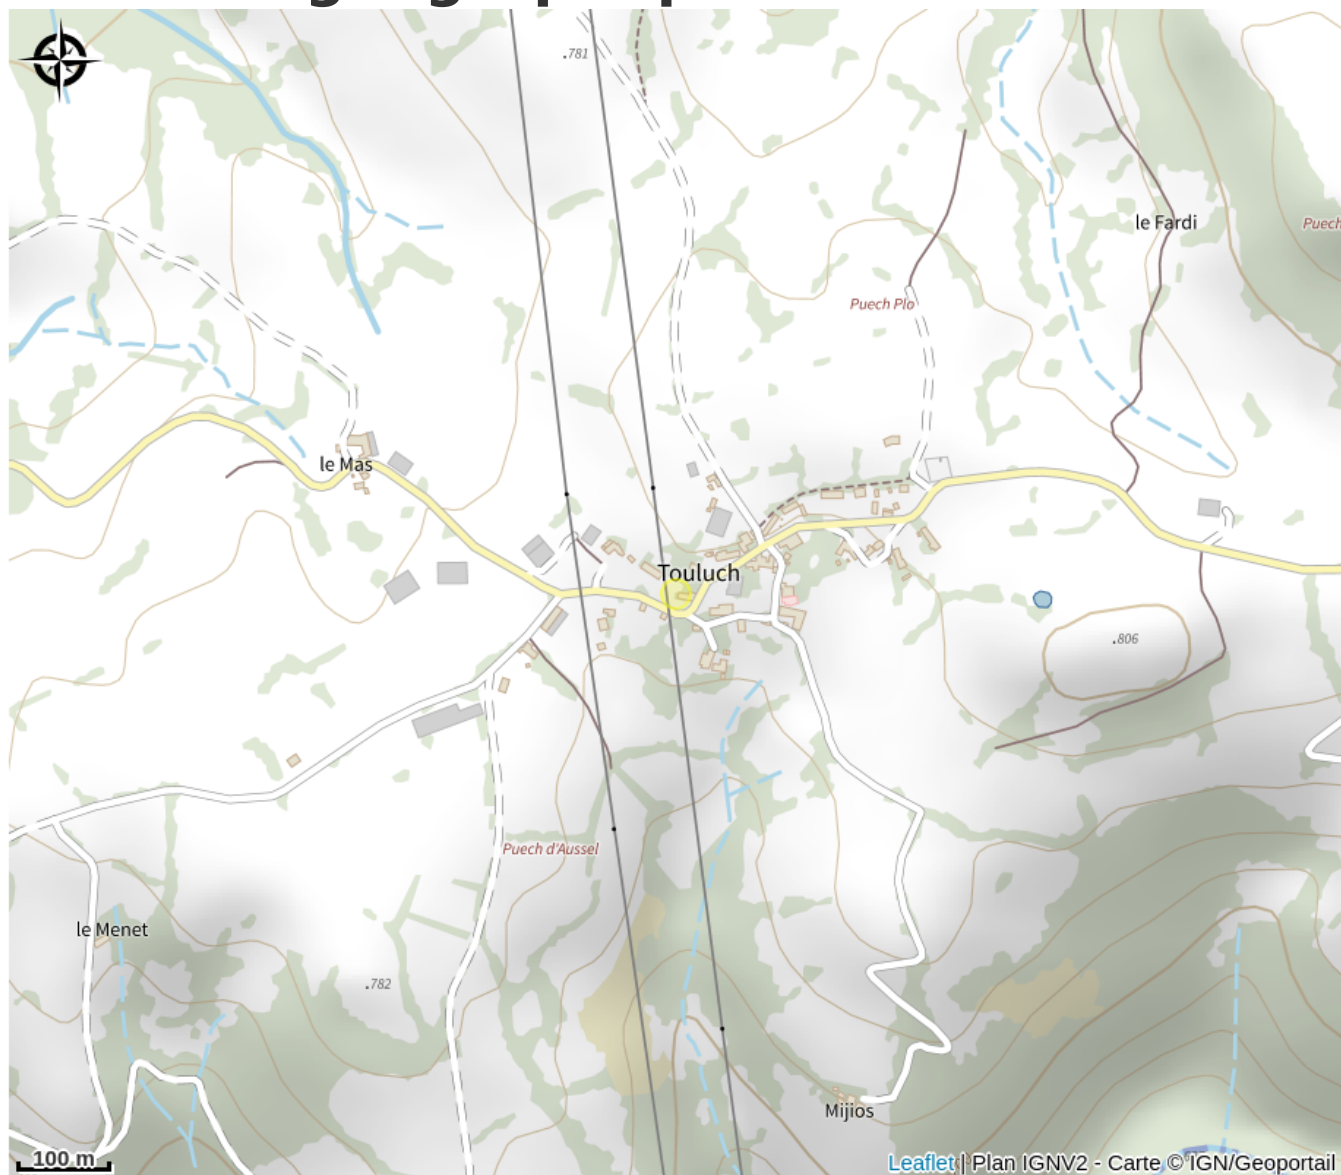 .781
le Fardi
Puech
Puech Plo
le Mas
Touluch
.806
Puech d'Aussel
le Menet
.782
Mijios
100 m
Leaflet | Plan IGNV2 - Carte © IGN/Geoportail